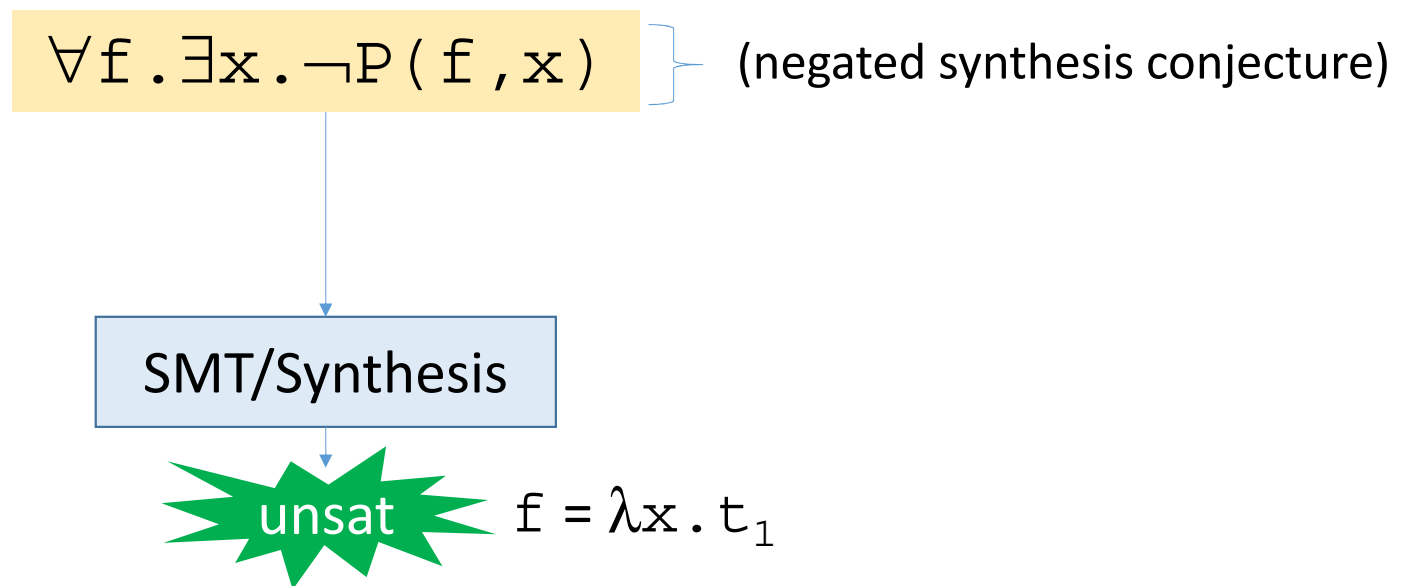 ∀f.∃x.¬P(f,x) (negated synthesis conjecture)
SMT/Synthesis
unsat f = λx.t₁